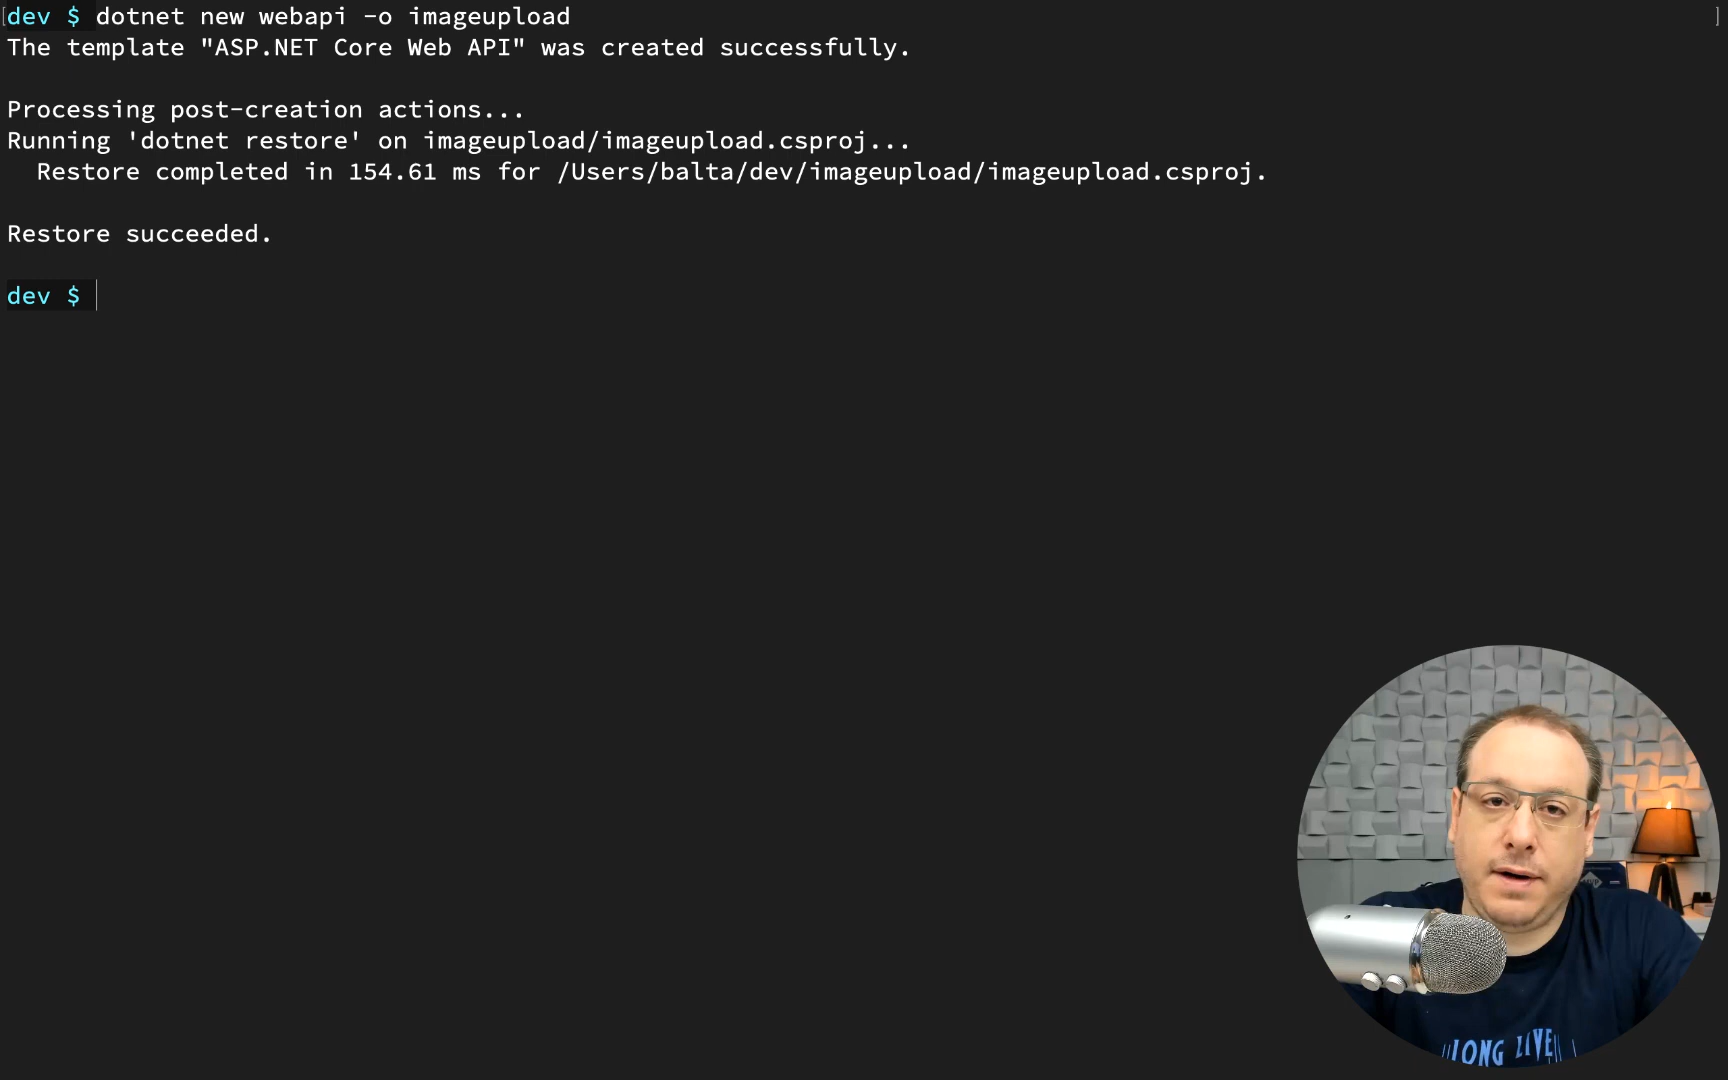 dev $ dotnet new webapi -o imageupload
The template "ASP.NET Core Web API" was created successfully.
Processing post-creation actions...
Running 'dotnet restore' on imageupload/imageupload.csproj...
Restore completed in 154.61 ms for /Users/balta/dev/imageupload/imageupload.csproj.
Restore succeeded.
dev $
LONG LIVE